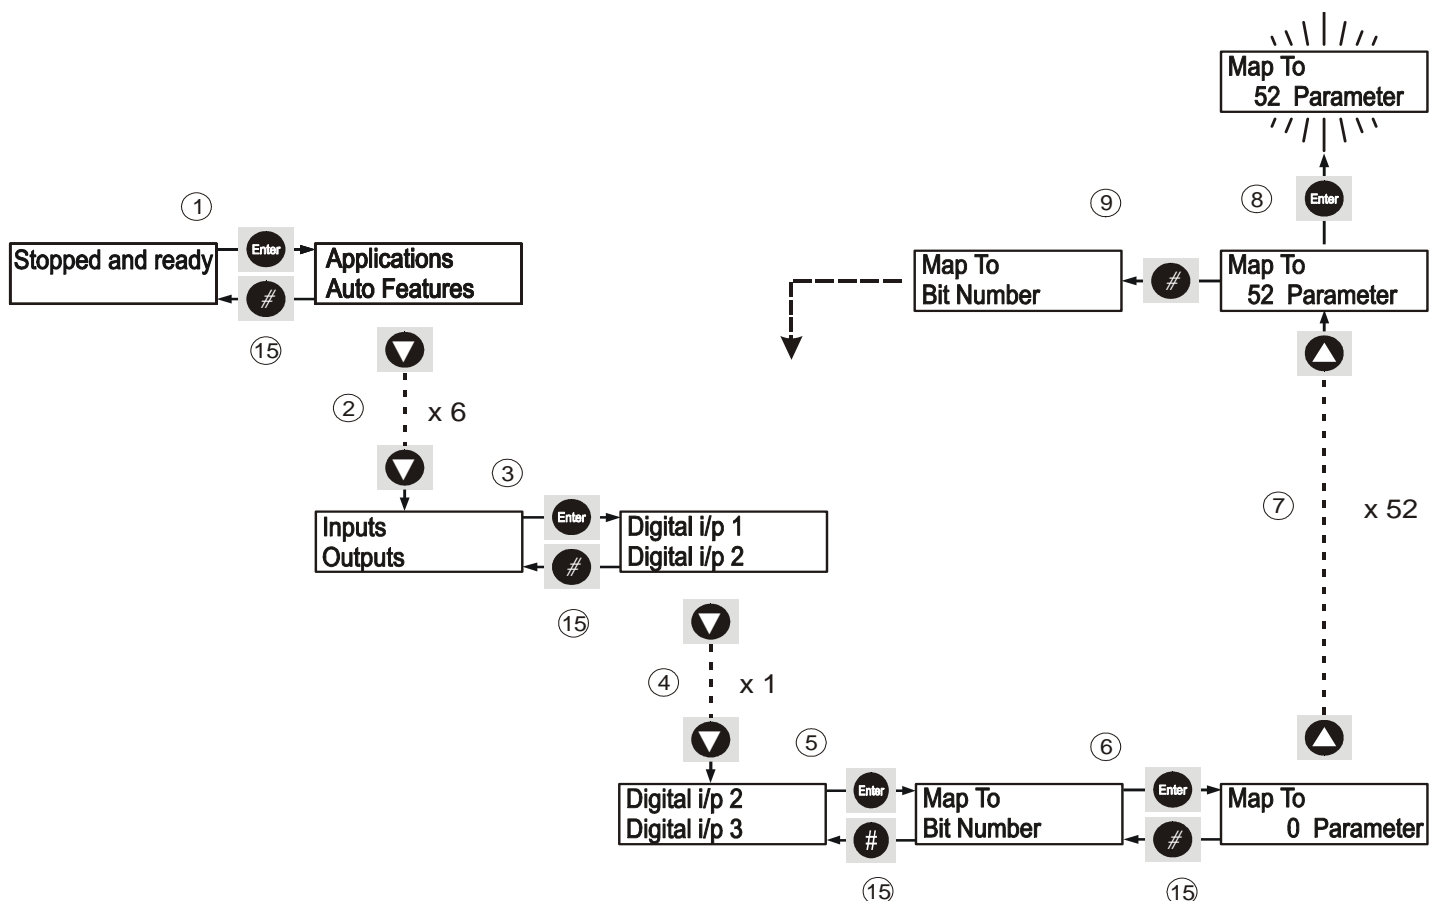 Map To
52 Parameter
1
9
8
Enter
Stopped and ready
Enter
Applications
Auto Features
#
Map To
Bit Number
#
Map To
52 Parameter
15
2
x 6
3
7
x 52
Inputs
Outputs
Enter
Digital i/p 1
Digital i/p 2
#
15
4
x 1
5
6
Digital i/p 2
Digital i/p 3
Enter
Map To
Bit Number
Enter
Map To
0 Parameter
#
#
15
15